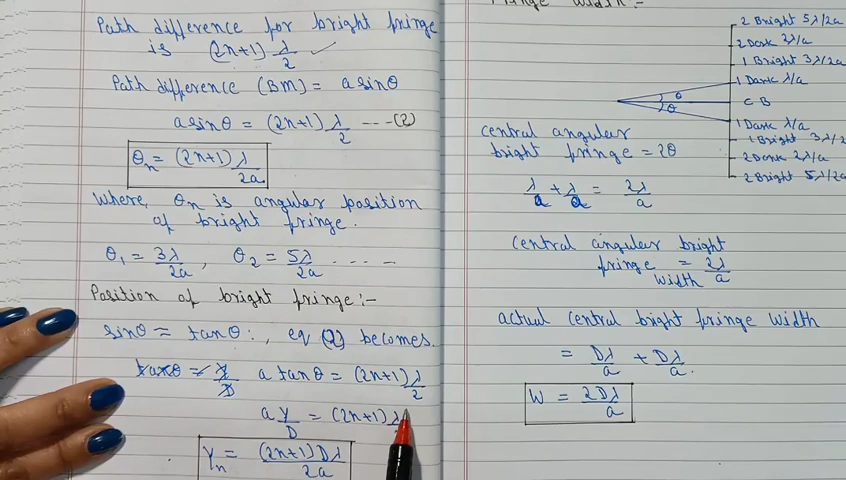 Path difference for bright fringe
is (2n+1) λ/2 ✓
Path difference (BM) = a sinθ
a sinθ = (2n+1) λ/2 ---(2)
θn = (2n+1) λ/2a
Where, θn is angular position
of bright fringe.
θ1 = 3λ/2a , θ2 = 5λ/2a ....
Position of bright fringe:-
sinθ ≈ tanθ ∴, eq (2) becomes.
a tanθ = (2n+1) λ/2
a y/D = (2n+1) λ
Yn = (2n+1) Dλ/2a
fringe width:-
2 Bright 5λ/2a
2 Dark 2λ/a
1 Bright 3λ/2a
1 Dark λ/a
θ
C B
θ
1 Dark λ/a
1 Bright 3λ/2
2 Dark 2λ/a
2 Bright 5λ/2a
central angular
bright fringe = 2θ
λ/a + λ/a = 2λ/a
central angular bright
fringe width = 2λ/a
actual central bright fringe width
= Dλ/a + Dλ/a.
W = 2Dλ/a